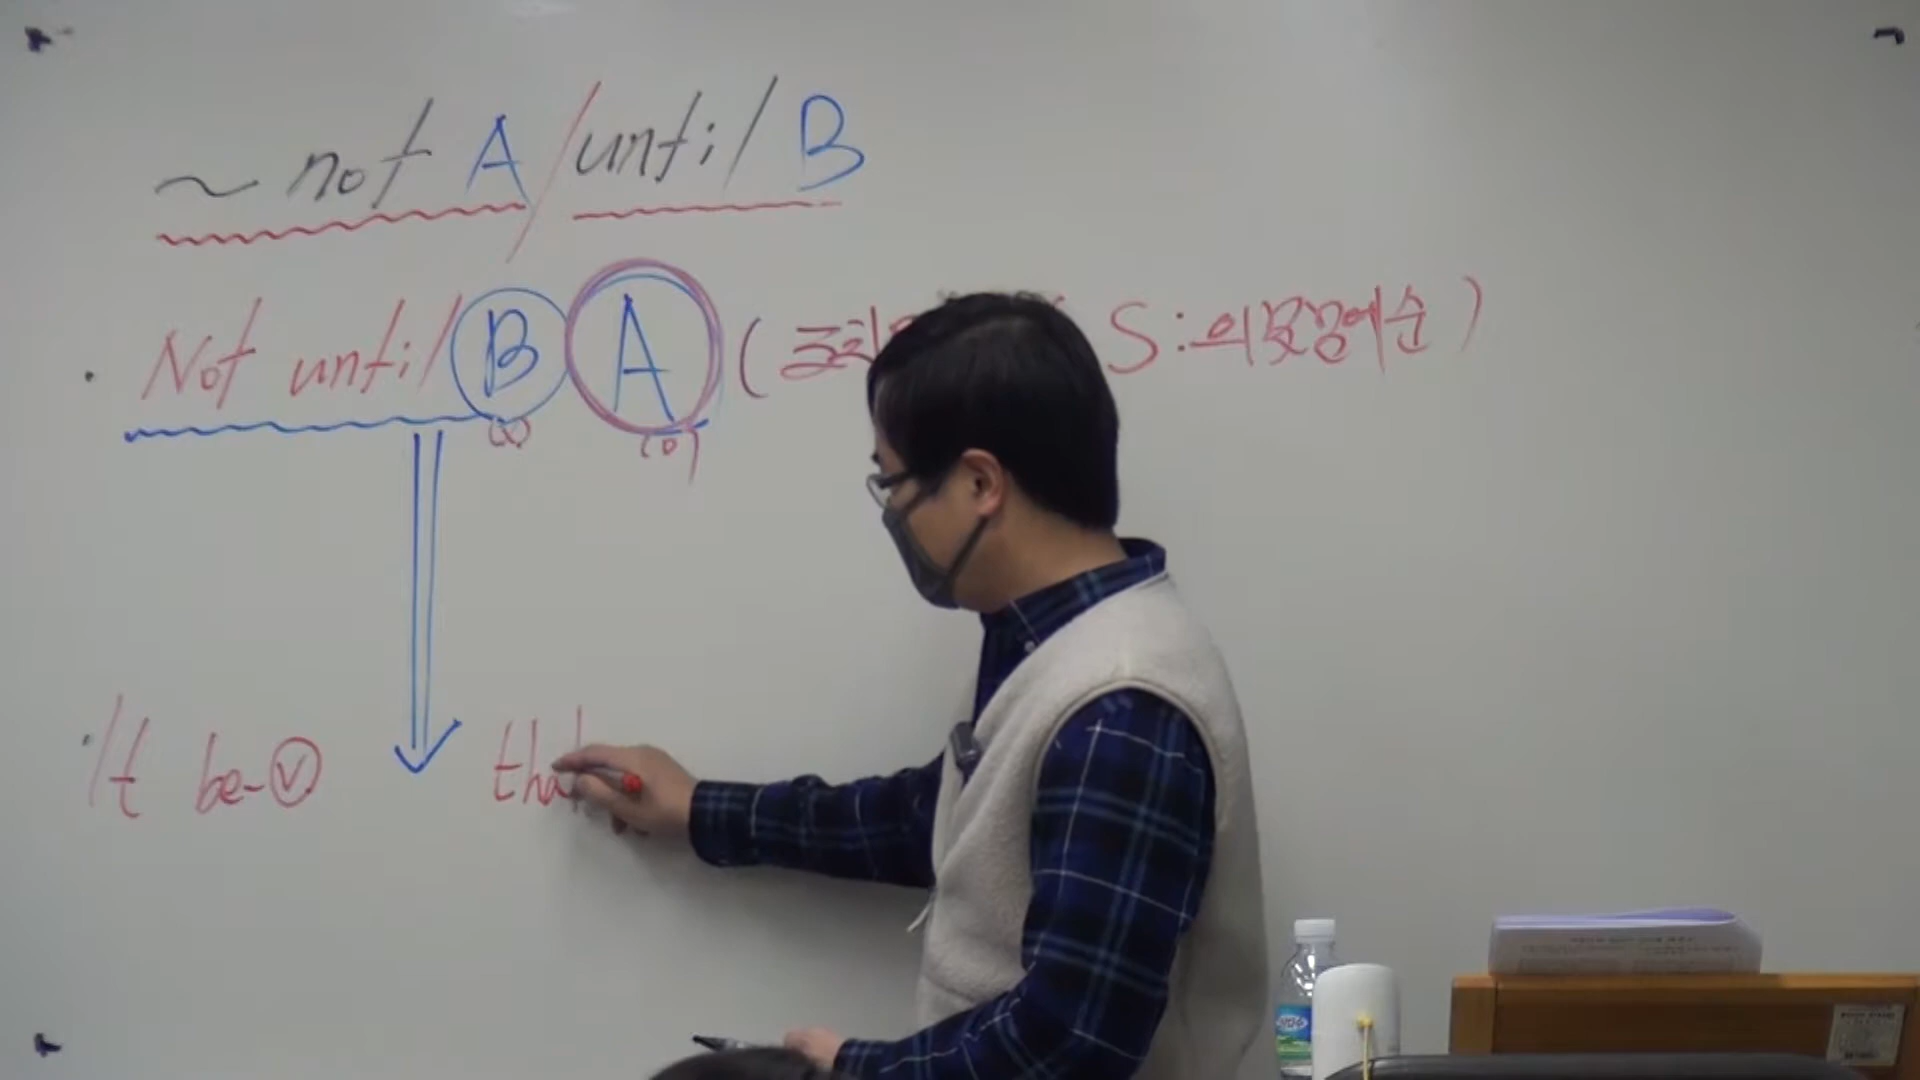 ~ not A / until B
· Not until / B A ( S : 의문문어순 )
(x) (o)
· It be-ⓥ that